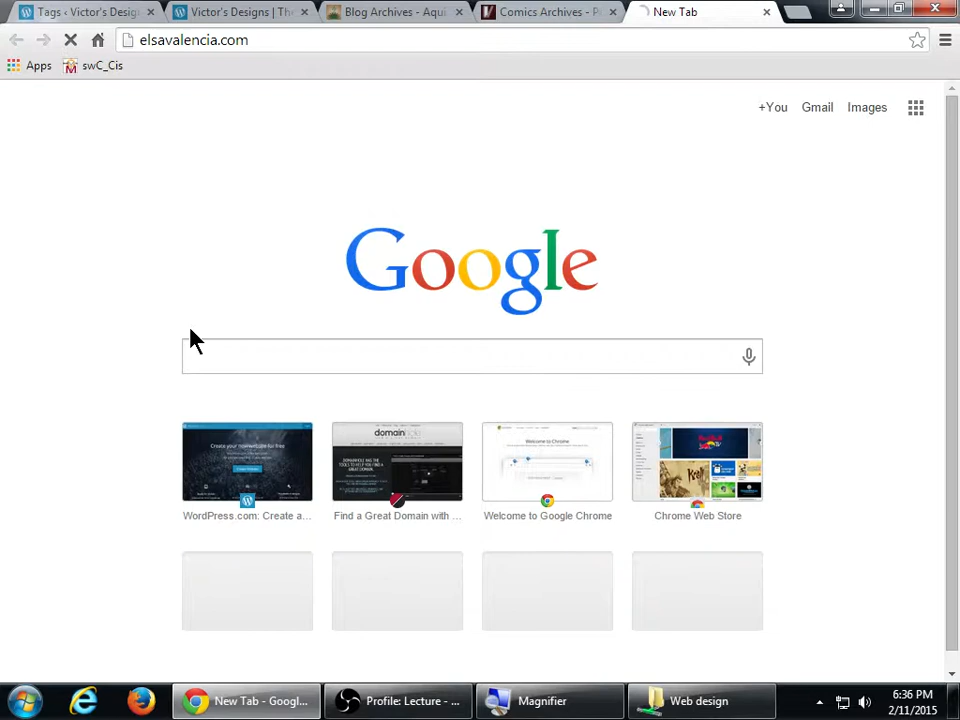 Tags ‹ Victor's Desig
Victor's Designs | The
Blog Archives - Aqui
Comics Archives - P
New Tab
elsavalencia.com
Apps
swC_Cis
+You Gmail Images
Google
WordPress.com: Create a...
Find a Great Domain with ...
Welcome to Google Chrome
Chrome Web Store
New Tab - Googl...
Profile: Lecture - ...
Magnifier
Web design
6:36 PM
2/11/2015